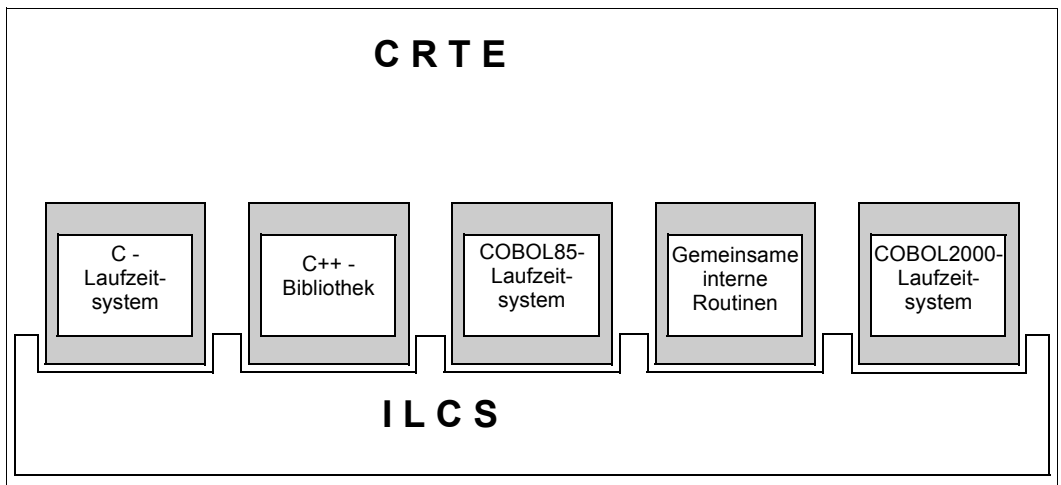 C R T E
C -
Laufzeit-
system
C++ -
Bibliothek
COBOL85-
Laufzeit-
system
Gemeinsame
interne
Routinen
COBOL2000-
Laufzeit-
system
I L C S